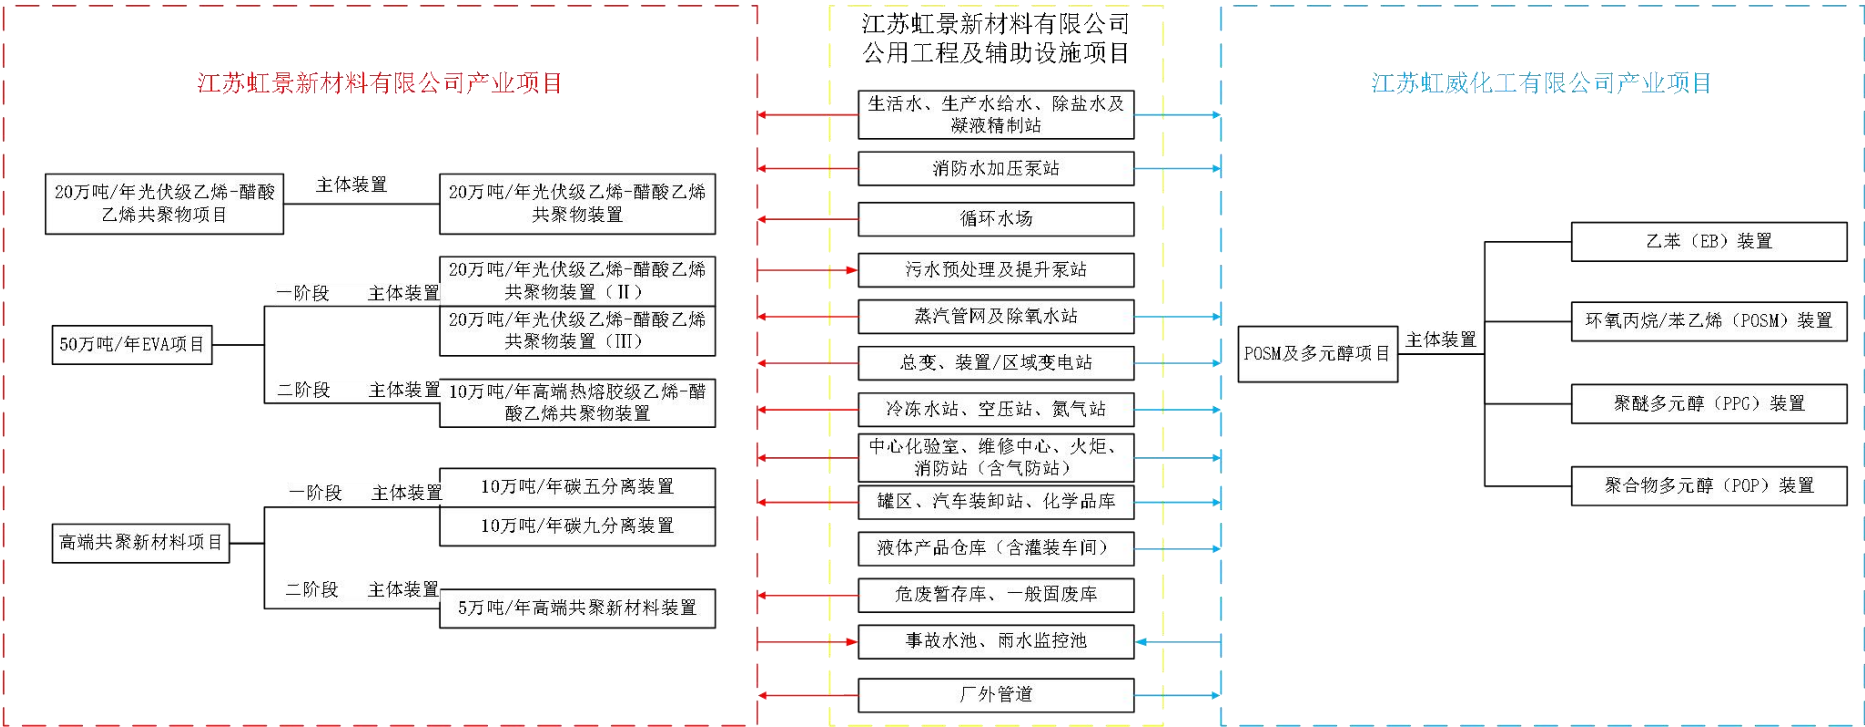 江苏虹景新材料有限公司产业项目
20万吨/年光伏级乙烯-醋酸
乙烯共聚物项目
主体装置
20万吨/年光伏级乙烯-醋酸乙烯
共聚物装置
50万吨/年EVA项目
一阶段
主体装置
20万吨/年光伏级乙烯-醋酸乙烯
共聚物装置（Ⅱ）
20万吨/年光伏级乙烯-醋酸乙烯
共聚物装置（Ⅲ）
二阶段
主体装置
10万吨/年高端热熔胶级乙烯-醋
酸乙烯共聚物装置
高端共聚新材料项目
一阶段
主体装置
10万吨/年碳五分离装置
10万吨/年碳九分离装置
二阶段
主体装置
5万吨/年高端共聚新材料装置
江苏虹景新材料有限公司
公用工程及辅助设施项目
生活水、生产水给水、除盐水及
凝液精制站
消防水加压泵站
循环水场
污水预处理及提升泵站
蒸汽管网及除氧水站
总变、装置/区域变电站
冷冻水站、空压站、氮气站
中心化验室、维修中心、火炬、
消防站（含气防站）
罐区、汽车装卸站、化学品库
液体产品仓库（含灌装车间）
危废暂存库、一般固废库
事故水池、雨水监控池
厂外管道
江苏虹威化工有限公司产业项目
POSM及多元醇项目
主体装置
乙苯（EB）装置
环氧丙烷/苯乙烯（POSM）装置
聚醚多元醇（PPG）装置
聚合物多元醇（POP）装置